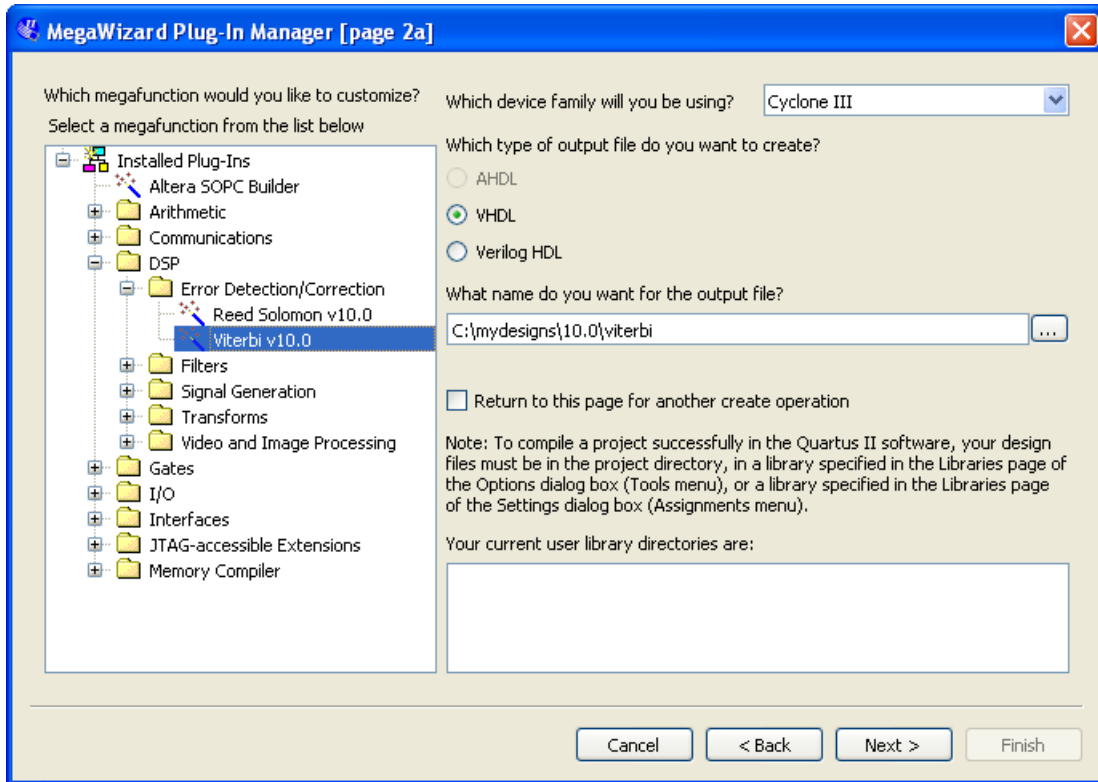 MegaWizard Plug-In Manager [page 2a]
Which megafunction would you like to customize?
Select a megafunction from the list below
Installed Plug-Ins
Altera SOPC Builder
Arithmetic
Communications
DSP
Error Detection/Correction
Reed Solomon v10.0
Viterbi v10.0
Filters
Signal Generation
Transforms
Video and Image Processing
Gates
I/O
Interfaces
JTAG-accessible Extensions
Memory Compiler
Which device family will you be using? Cyclone III
Which type of output file do you want to create?
AHDL
VHDL
Verilog HDL
What name do you want for the output file?
C:\mydesigns\10.0\viterbi ...
Return to this page for another create operation
Note: To compile a project successfully in the Quartus II software, your design
files must be in the project directory, in a library specified in the Libraries page of
the Options dialog box (Tools menu), or a library specified in the Libraries page
of the Settings dialog box (Assignments menu).
Your current user library directories are:
Cancel < Back Next > Finish